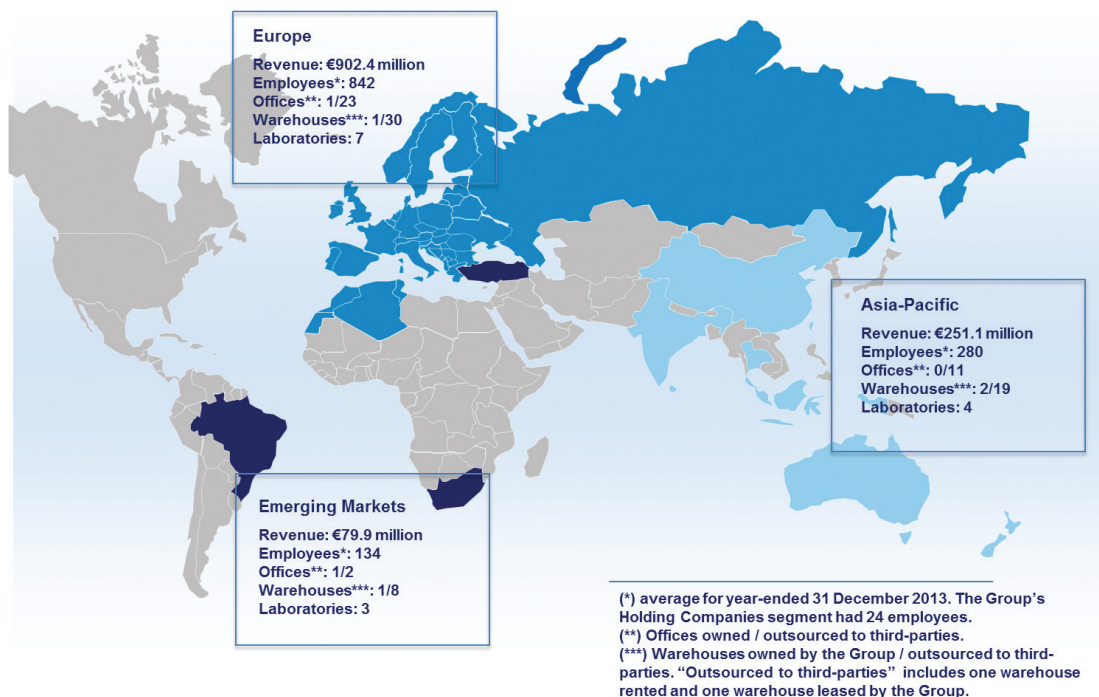 Europe
Revenue: €902.4 million
Employees*: 842
Offices**: 1/23
Warehouses***: 1/30
Laboratories: 7
Asia-Pacific
Revenue: €251.1 million
Employees*: 280
Offices**: 0/11
Warehouses***: 2/19
Laboratories: 4
Emerging Markets
Revenue: €79.9 million
Employees*: 134
Offices**: 1/2
Warehouses***: 1/8
Laboratories: 3
(*) average for year-ended 31 December 2013. The Group’s
Holding Companies segment had 24 employees.
(**) Offices owned / outsourced to third-parties.
(***) Warehouses owned by the Group / outsourced to third-
parties. “Outsourced to third-parties” includes one warehouse
rented and one warehouse leased by the Group.